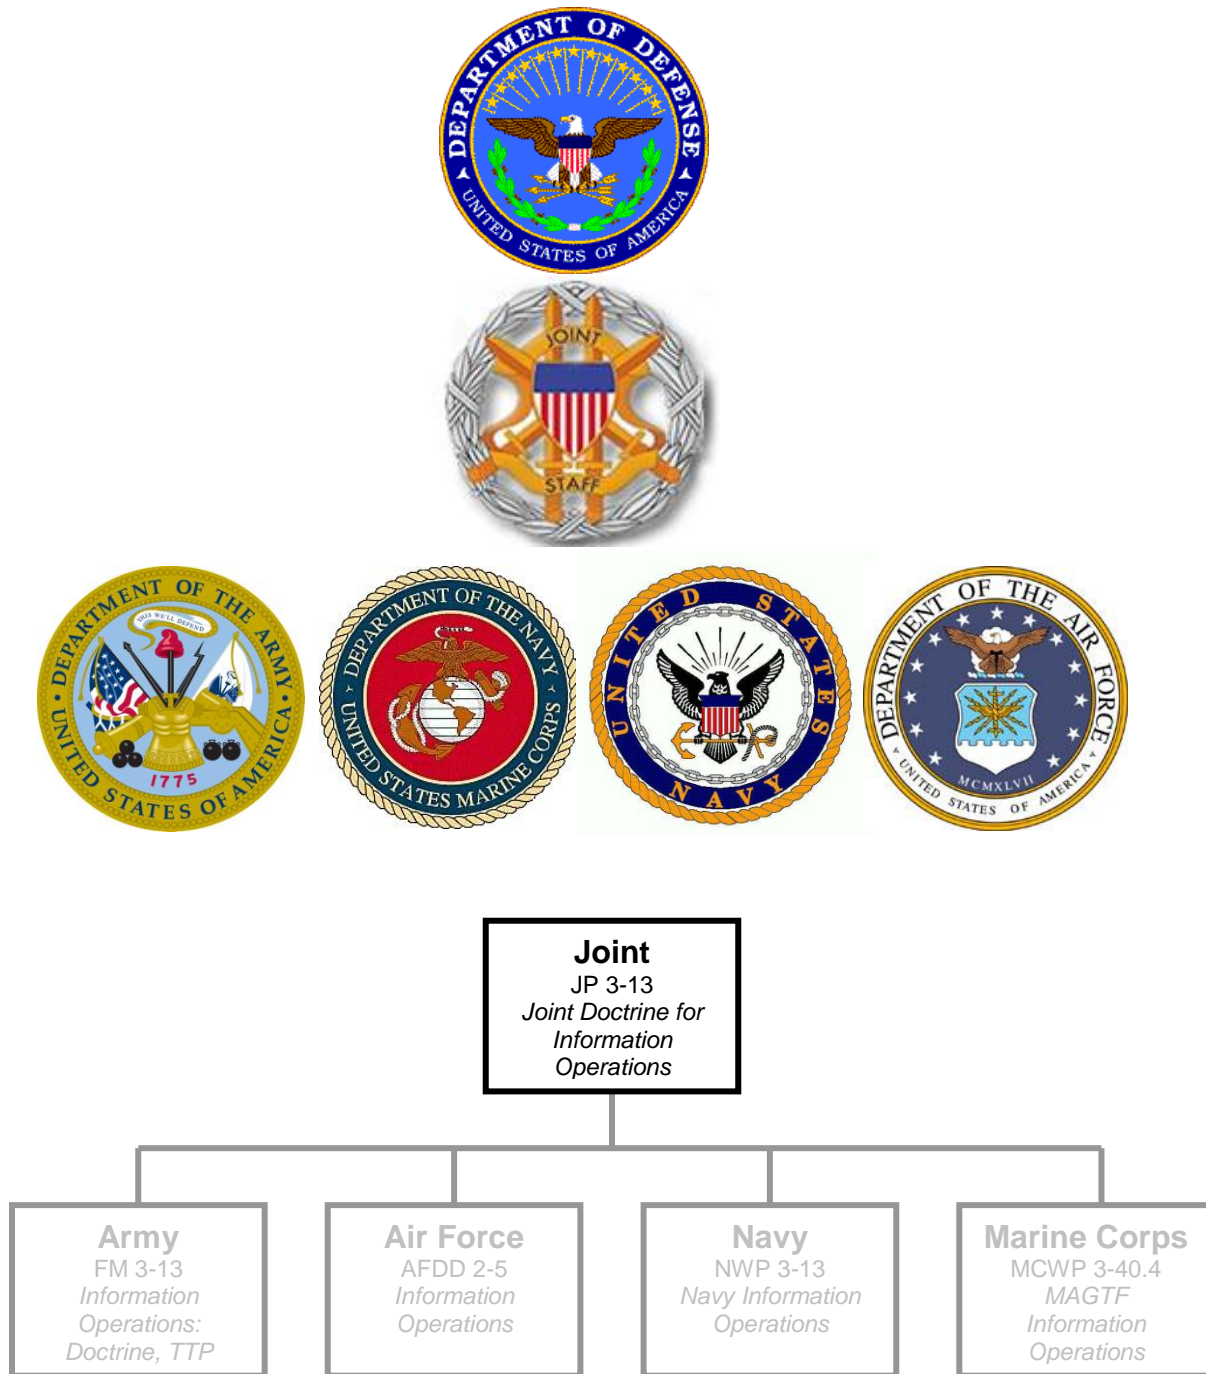 DEPARTMENT OF DEFENSE
UNITED STATES OF AMERICA
JOINT
STAFF
DEPARTMENT OF THE ARMY
THIS WE'LL DEFEND
1775
UNITED STATES OF AMERICA
DEPARTMENT OF THE NAVY
UNITED STATES MARINE CORPS
UNITED STATES
NAVY
DEPARTMENT OF THE AIR FORCE
MCMXLVII
UNITED STATES OF AMERICA
Joint
JP 3-13
Joint Doctrine for
Information
Operations
Army
FM 3-13
Information
Operations:
Doctrine, TTP
Air Force
AFDD 2-5
Information
Operations
Navy
NWP 3-13
Navy Information
Operations
Marine Corps
MCWP 3-40.4
MAGTF
Information
Operations